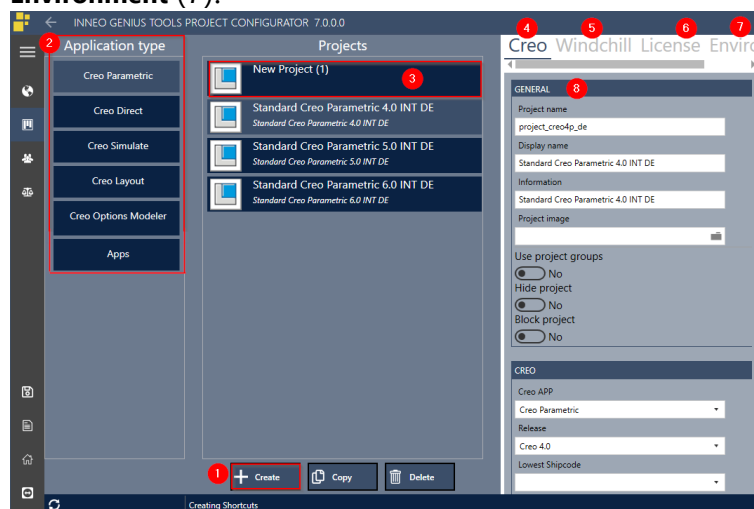 Environment (7).
INNEO GENIUS TOOLS PROJECT CONFIGURATOR 7.0.0.0
2 Application type
Creo Parametric
Creo Direct
Creo Simulate
Creo Layout
Creo Options Modeler
Apps
Projects
New Project (1)
3
Standard Creo Parametric 4.0 INT DE
Standard Creo Parametric 4.0 INT DE
Standard Creo Parametric 5.0 INT DE
Standard Creo Parametric 5.0 INT DE
Standard Creo Parametric 6.0 INT DE
Standard Creo Parametric 6.0 INT DE
1 Create Copy Delete
Creating Shortcuts
4 5 6 7
Creo Windchill License Enviro
GENERAL 8
Project name
project_creo4p_de
Display name
Standard Creo Parametric 4.0 INT DE
Information
Standard Creo Parametric 4.0 INT DE
Project image
Use project groups
No
Hide project
No
Block project
No
CREO
Creo APP
Creo Parametric
Release
Creo 4.0
Lowest Shipcode